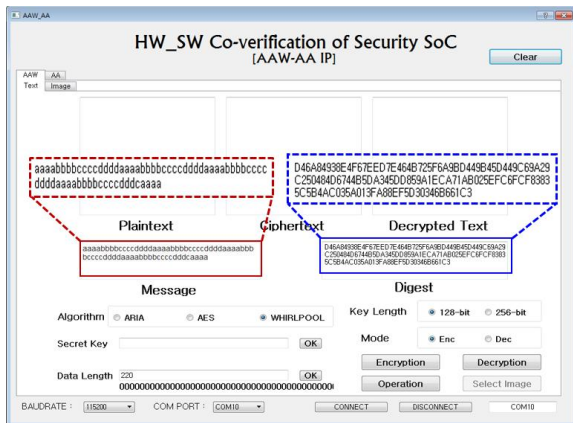 AAW_AA
HW_SW Co-verification of Security SoC
[AAW-AA IP]
Clear
AAW AA
Text Image
aaaabbbbccccddddaaaabbbbccccddddaaaabbbbcccc
ddddaaaabbbbccccdddcaaaa
D46A84938E4F67EED7E464B725F6A9BD449B45D449C69A29
C250484D6744B5DA345DD859A1ECA71AB025EFC6FCF8383
5C5B4AC035A013FA88EF5D30346B661C3
Plaintext Ciphertext Decrypted Text
aaaabbbbccccddddaaaabbbbccccddddaaaabbb
bccccddddaaaabbbbccccdddcaaaa
D46A84938E4F67EED7E464B725F6A9BD449B45D449C69A29
C250484D6744B5DA345DD859A1ECA71AB025EFC6FCF8383
5C5B4AC035A013FA88EF5D30346B661C3
Message Digest
Algorithm ARIA AES WHIRLPOOL
Key Length 128-bit 256-bit
Secret Key OK
Mode Enc Dec
Encryption Decryption
Data Length 220 OK
Operation Select Image
BAUDRATE : 115200 COM PORT : COM10 CONNECT DISCONNECT COM10